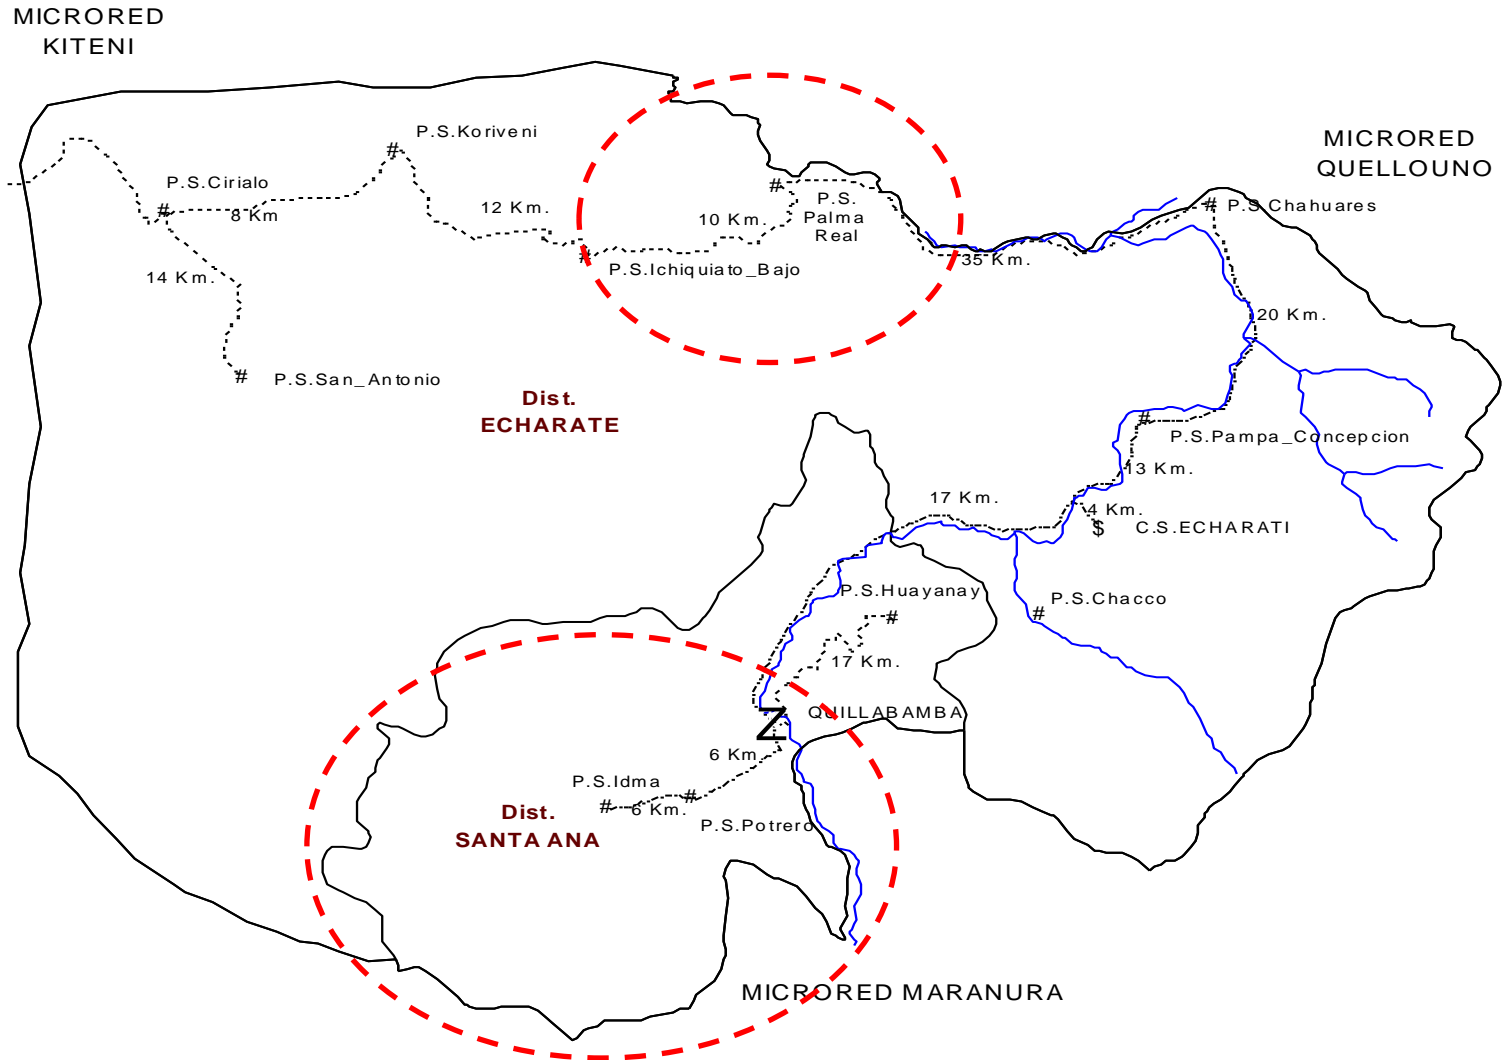 MICRORED
KITENI
P.S.Koriveni
MICRORED
QUELLOUNO
P.S.Cirialo
8 Km
12 Km.
10 Km.
P.S.
Palma
Real
P.S.Chahuares
35 Km.
P.S.Ichiquiato_Bajo
14 Km.
20 Km.
P.S.San_Antonio
Dist.
ECHARATE
P.S.Pampa_Concepcion
13 Km.
17 Km.
4 Km.
$
C.S.ECHARATI
P.S.Huayanay
P.S.Chacco
17 Km.
QUILLABAMBA
Z
6 Km
P.S.Idma
6 Km.
Dist.
SANTA ANA
P.S.Potrero
MICRORED MARANURA